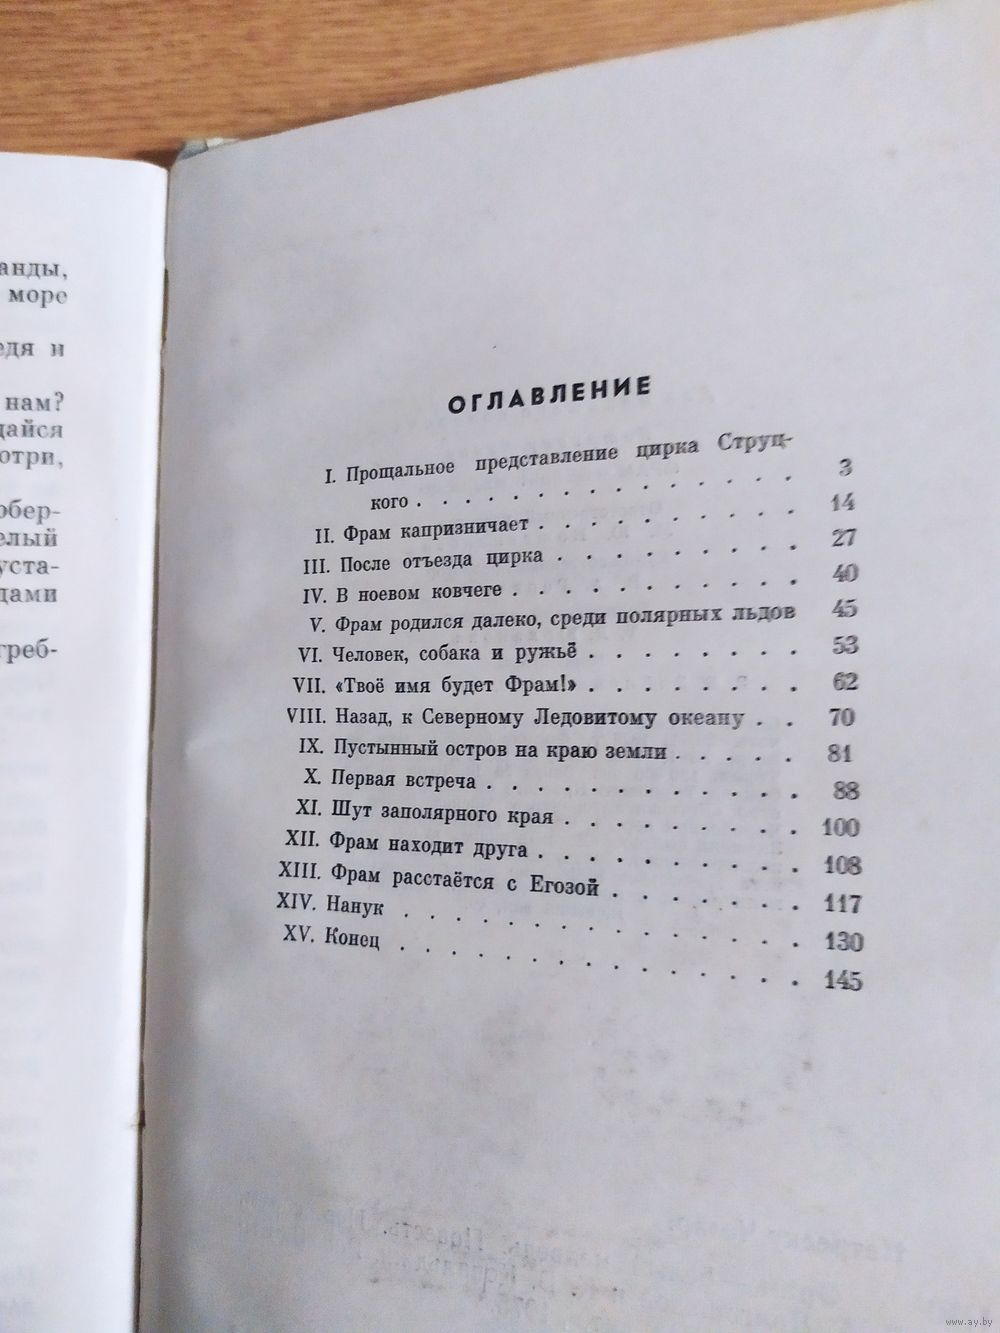 анды,
море
едя и
нам?
дайся
отри,
обер-
елый
уста-
дами
греб-
ОГЛАВЛЕНИЕ
I. Прощальное представление цирка Струц-
кого . . . . . . . . . . . . . . . 3
II. Фрам капризничает . . . . . . . . . . 14
III. После отъезда цирка . . . . . . . . . 27
IV. В ноевом ковчеге . . . . . . . . . . . 40
V. Фрам родился далеко, среди полярных льдов 45
VI. Человек, собака и ружьё . . . . . . . . 53
VII. «Твоё имя будет Фрам!» . . . . . . . . 62
VIII. Назад, к Северному Ледовитому океану . . 70
IX. Пустынный остров на краю земли . . . . . 81
X. Первая встреча . . . . . . . . . . . . 88
XI. Шут заполярного края . . . . . . . . . 100
XII. Фрам находит друга . . . . . . . . . . 108
XIII. Фрам расстаётся с Егозой . . . . . . . 117
XIV. Нанук . . . . . . . . . . . . . . . 130
XV. Конец . . . . . . . . . . . . . . . 145
www.ay.by